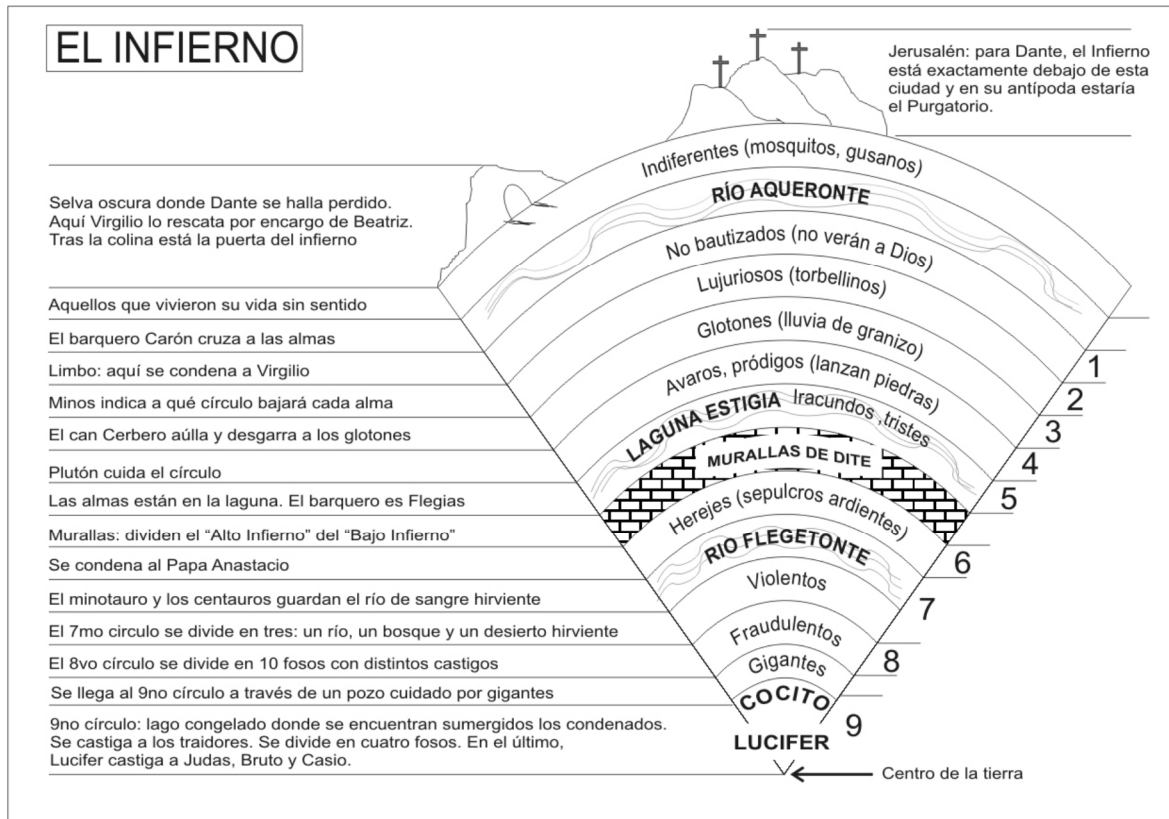 EL INFIERNO
Jerusalén: para Dante, el Infierno
está exactamente debajo de esta
ciudad y en su antípoda estaría
el Purgatorio.
Selva oscura donde Dante se halla perdido.
Aquí Virgilio lo rescata por encargo de Beatriz.
Tras la colina está la puerta del infierno
Aquellos que vivieron su vida sin sentido
El barquero Carón cruza a las almas
Limbo: aquí se condena a Virgilio
Minos indica a qué círculo bajará cada alma
El can Cerbero aúlla y desgarra a los glotones
Plutón cuida el círculo
Las almas están en la laguna. El barquero es Flegias
Murallas: dividen el “Alto Infierno” del “Bajo Infierno”
Se condena al Papa Anastacio
El minotauro y los centauros guardan el río de sangre hirviente
El 7mo circulo se divide en tres: un río, un bosque y un desierto hirviente
El 8vo círculo se divide en 10 fosos con distintos castigos
Se llega al 9no círculo a través de un pozo cuidado por gigantes
9no círculo: lago congelado donde se encuentran sumergidos los condenados.
Se castiga a los traidores. Se divide en cuatro fosos. En el último,
Lucifer castiga a Judas, Bruto y Casio.
Indiferentes (mosquitos, gusanos)
RÍO AQUERONTE
No bautizados (no verán a Dios)
Lujuriosos (torbellinos)
Glotones (lluvia de granizo)
Avaros, pródigos (lanzan piedras)
LAGUNA ESTIGIA Iracundos ,tristes
MURALLAS DE DITE
Herejes (sepulcros ardientes)
RIO FLEGETONTE
Violentos
Fraudulentos
Gigantes
COCITO
LUCIFER
1
2
3
4
5
6
7
8
9
Centro de la tierra